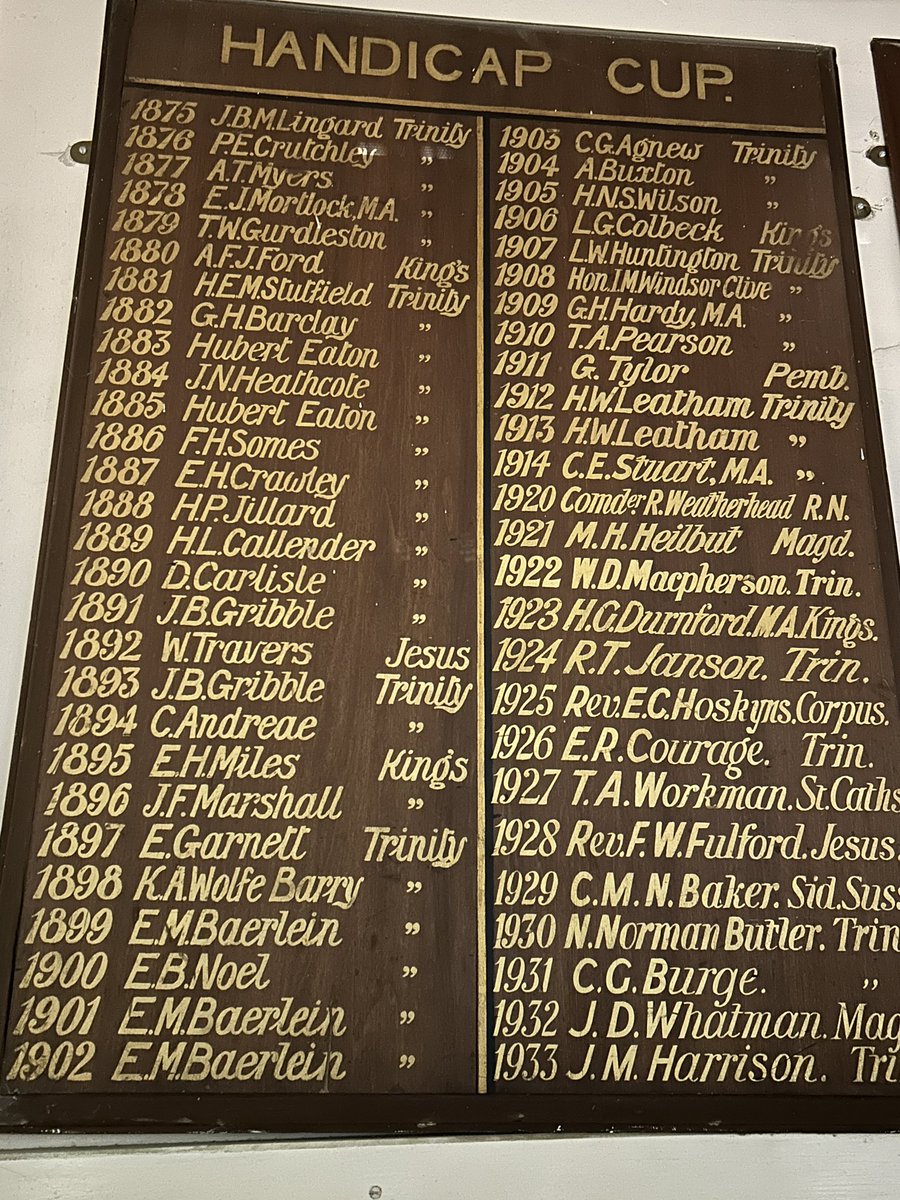 HANDICAP CUP.
1875 J.B.M.Lingard Trinity
1876 P.E.Crutchley „
1877 A.T.Myers „
1878 E.J.Mortlock, M.A. „
1879 T.W.Gurdleston „
1880 A.F.J.Ford King's
1881 H.E.M.Stutfield Trinity
1882 G.H.Barclay „
1883 Hubert Eaton „
1884 J.N.Heathcote „
1885 Hubert Eaton „
1886 F.H.Somes „
1887 E.H.Crawley „
1888 H.P.Jillard „
1889 H.L.Callender „
1890 D.Carlisle „
1891 J.B.Gribble „
1892 W.Travers Jesus
1893 J.B.Gribble Trinity
1894 C.Andreae „
1895 E.H.Miles King's
1896 J.F.Marshall „
1897 E.Garnett Trinity
1898 K.A.Wolfe Barry „
1899 E.M.Baerlein „
1900 E.B.Noel „
1901 E.M.Baerlein „
1902 E.M.Baerlein „
1903 C.G.Agnew Trinity
1904 A.Buxton „
1905 H.N.S.Wilson „
1906 L.G.Colbeck King's
1907 L.W.Huntington Trinity
1908 Hon. I.M.Windsor Clive „
1909 G.H.Hardy, M.A. „
1910 T.A.Pearson „
1911 G.Tylor Pemb.
1912 H.W.Leatham Trinity
1913 H.W.Leatham „
1914 C.E.Stuart, M.A. „
1920 Comder R.Weatherhead R.N.
1921 M.H.Heilbut Magd.
1922 W.D.Macpherson. Trin.
1923 H.G.Durnford. M.A. Kings.
1924 R.T. Janson. Trin.
1925 Rev. E.C.Hoskyns. Corpus.
1926 E.R.Courage. Trin.
1927 T.A.Workman. St.Caths
1928 Rev. F.W.Fulford. Jesus.
1929 C.M.N.Baker. Sid.Suss
1930 N.Norman Butler. Trin
1931 C.G.Burge. „
1932 J.D.Whatman. Mag
1933 J.M.Harrison. Tri